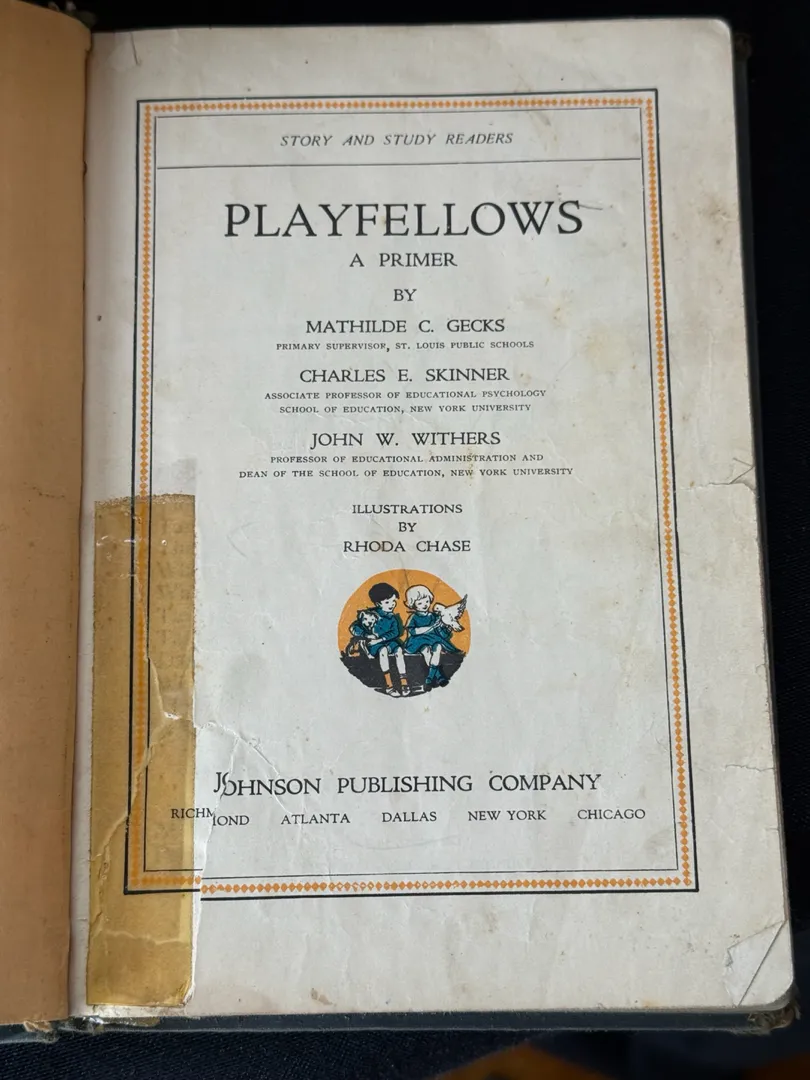 STORY AND STUDY READERS
PLAYFELLOWS
A PRIMER
BY
MATHILDE C. GECKS
PRIMARY SUPERVISOR, ST. LOUIS PUBLIC SCHOOLS
CHARLES E. SKINNER
ASSOCIATE PROFESSOR OF EDUCATIONAL PSYCHOLOGY
SCHOOL OF EDUCATION, NEW YORK UNIVERSITY
JOHN W. WITHERS
PROFESSOR OF EDUCATIONAL ADMINISTRATION AND
DEAN OF THE SCHOOL OF EDUCATION, NEW YORK UNIVERSITY
ILLUSTRATIONS
BY
RHODA CHASE
JOHNSON PUBLISHING COMPANY
RICHMOND ATLANTA DALLAS NEW YORK CHICAGO